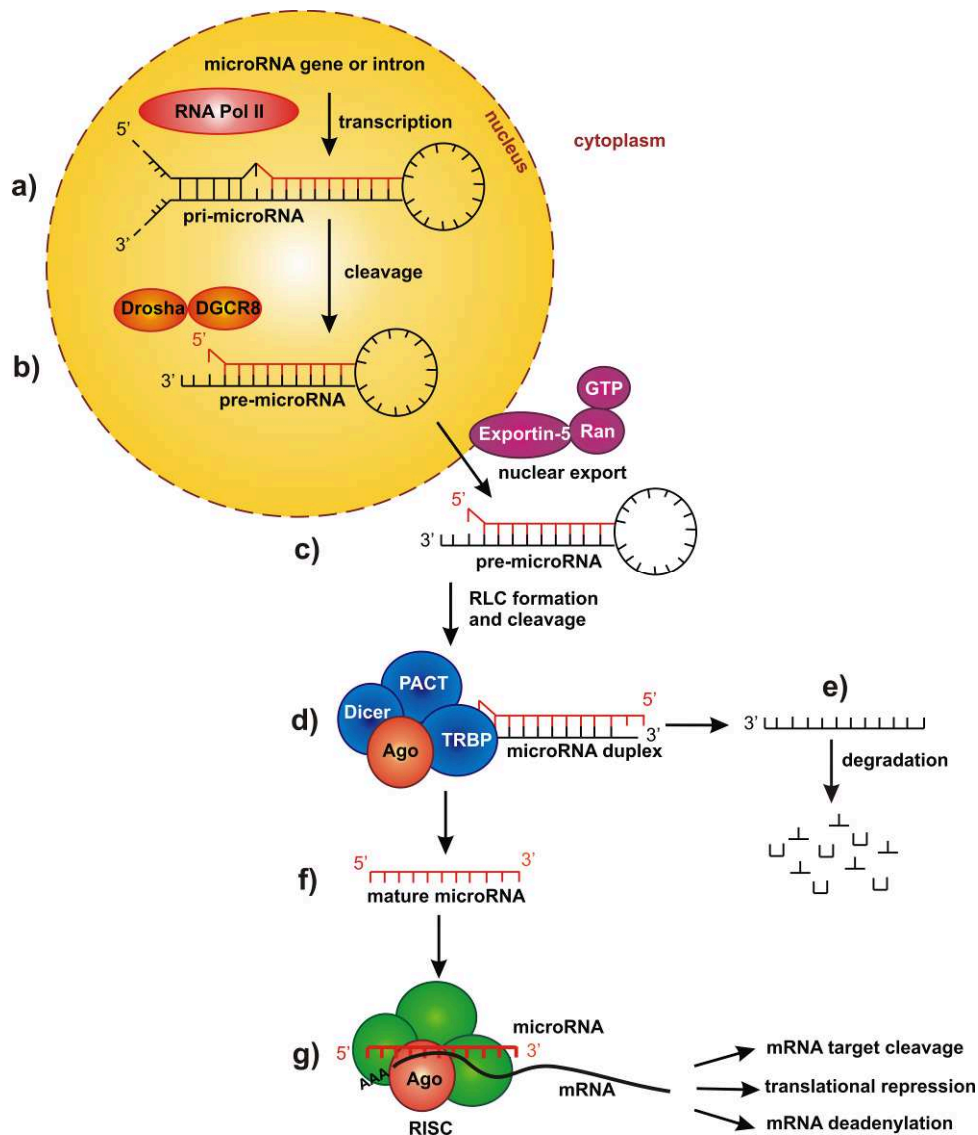 microRNA gene or intron
RNA Pol II
transcription
nucleus
cytoplasm
5’
a)
pri-microRNA
3’
cleavage
Drosha
DGCR8
5’
b)
3’
pre-microRNA
GTP
Exportin-5
Ran
nuclear export
5’
c)
3’
pre-microRNA
RLC formation
and cleavage
PACT
5’
e)
d)
Dicer
TRBP
3’
3’
Ago
microRNA duplex
degradation
5’
3’
f)
mature microRNA
microRNA
g)
5’
3’
mRNA target cleavage
AAA
Ago
mRNA
translational repression
RISC
mRNA deadenylation